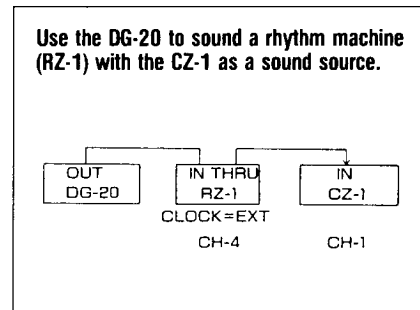 Use the DG-20 to sound a rhythm machine
(RZ-1) with the CZ-1 as a sound source.
OUT
DG-20
IN THRU
RZ-1
CLOCK=EXT
CH-4
IN
CZ-1
CH-1